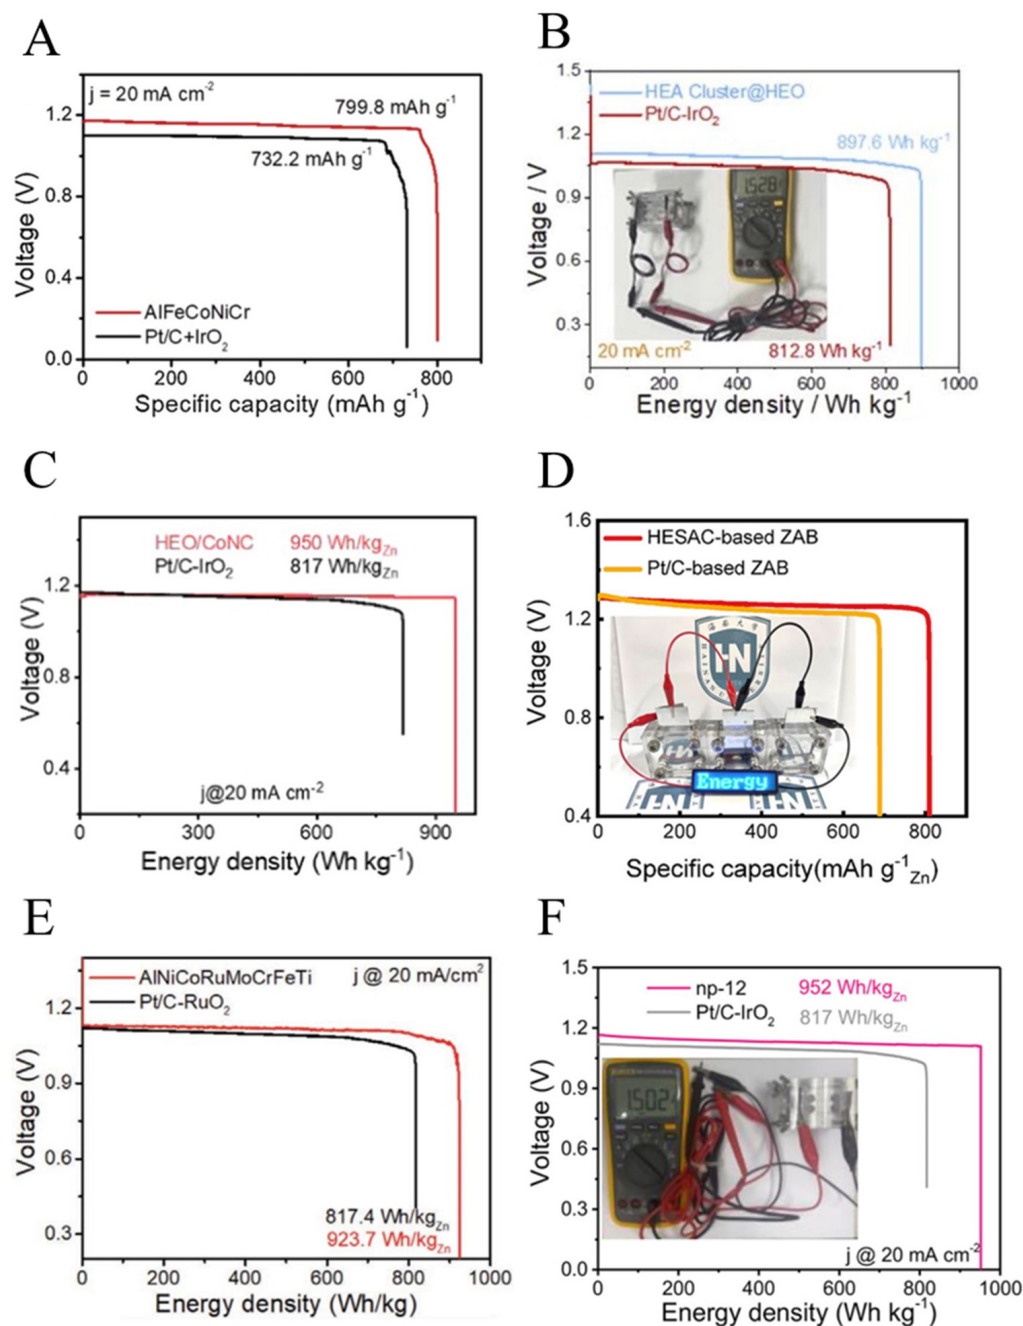 A
j = 20 mA cm-2
799.8 mAh g-1
732.2 mAh g-1
AlFeCoNiCr
Pt/C+IrO2
Voltage (V)
1.2
0.8
0.4
0.0
0
200
400
600
800
Specific capacity (mAh g-1)
B
HEA Cluster@HEO
Pt/C-IrO2
897.6 Wh kg-1
1.528
20 mA cm-2
812.8 Wh kg-1
Voltage / V
1.5
1.2
0.9
0.6
0.3
0
200
400
600
800
1000
Energy density / Wh kg-1
C
HEO/CoNC 950 Wh/kgZn
Pt/C-IrO2 817 Wh/kgZn
j@20 mA cm-2
Voltage (V)
1.2
0.8
0.4
0
300
600
900
Energy density (Wh kg-1)
D
HESAC-based ZAB
Pt/C-based ZAB
HN
Energy
Voltage (V)
1.6
1.2
0.8
0.4
0
200
400
600
800
Specific capacity(mAh g-1Zn)
E
AlNiCoRuMoCrFeTi
j @ 20 mA/cm2
Pt/C-RuO2
817.4 Wh/kgZn
923.7 Wh/kgZn
Voltage (V)
1.2
0.9
0.6
0.3
0
200
400
600
800
1000
Energy density (Wh/kg)
F
np-12 952 Wh/kgZn
Pt/C-IrO2 817 Wh/kgZn
1.502
j @ 20 mA cm-2
Voltage (V)
1.5
1.2
0.9
0.6
0.3
0.0
0
200
400
600
800
1000
Energy density (Wh kg-1)